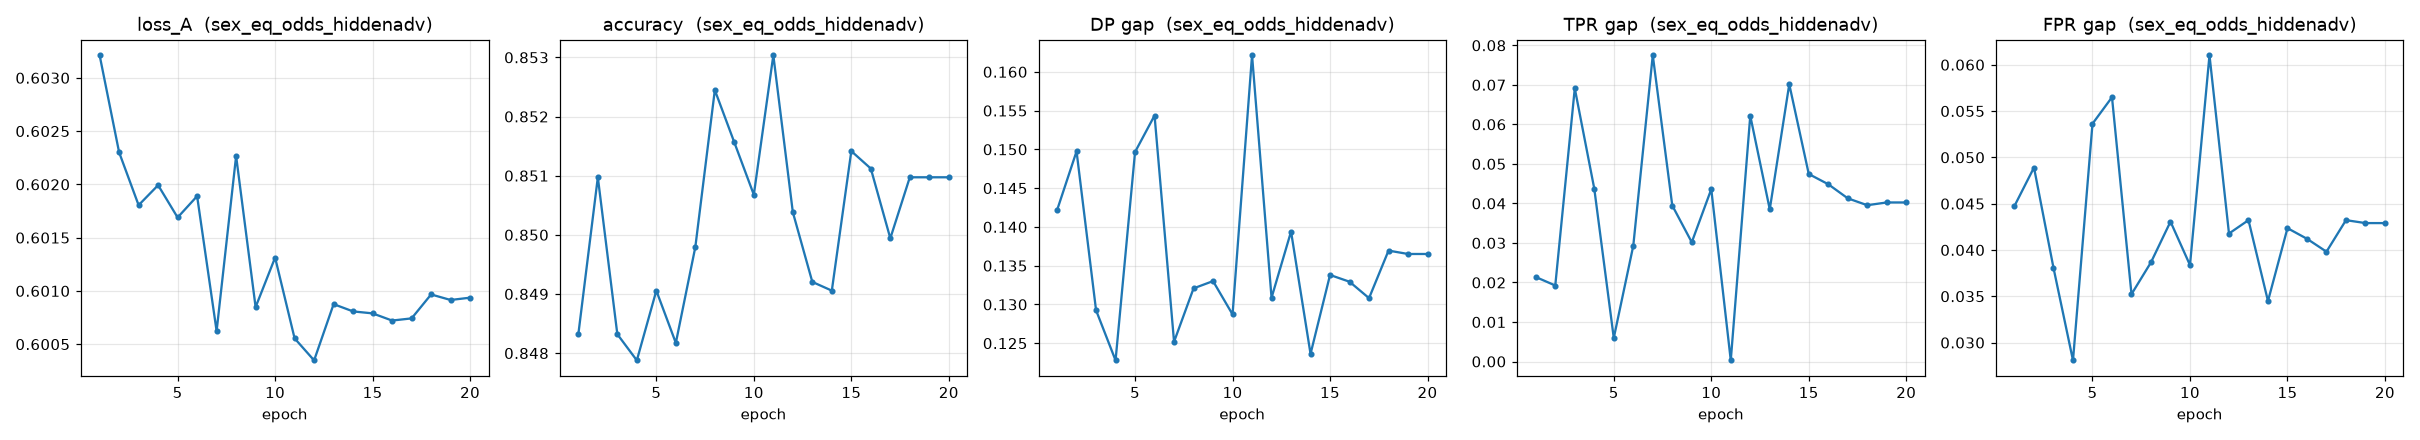 loss_A (sex_eq_odds_hiddenadv)
0.6030
0.6025
0.6020
0.6015
0.6010
0.6005
5 10 15 20
epoch
accuracy (sex_eq_odds_hiddenadv)
0.853
0.852
0.851
0.850
0.849
0.848
5 10 15 20
epoch
DP gap (sex_eq_odds_hiddenadv)
0.160
0.155
0.150
0.145
0.140
0.135
0.130
0.125
5 10 15 20
epoch
TPR gap (sex_eq_odds_hiddenadv)
0.08
0.07
0.06
0.05
0.04
0.03
0.02
0.01
0.00
5 10 15 20
epoch
FPR gap (sex_eq_odds_hiddenadv)
0.060
0.055
0.050
0.045
0.040
0.035
0.030
5 10 15 20
epoch